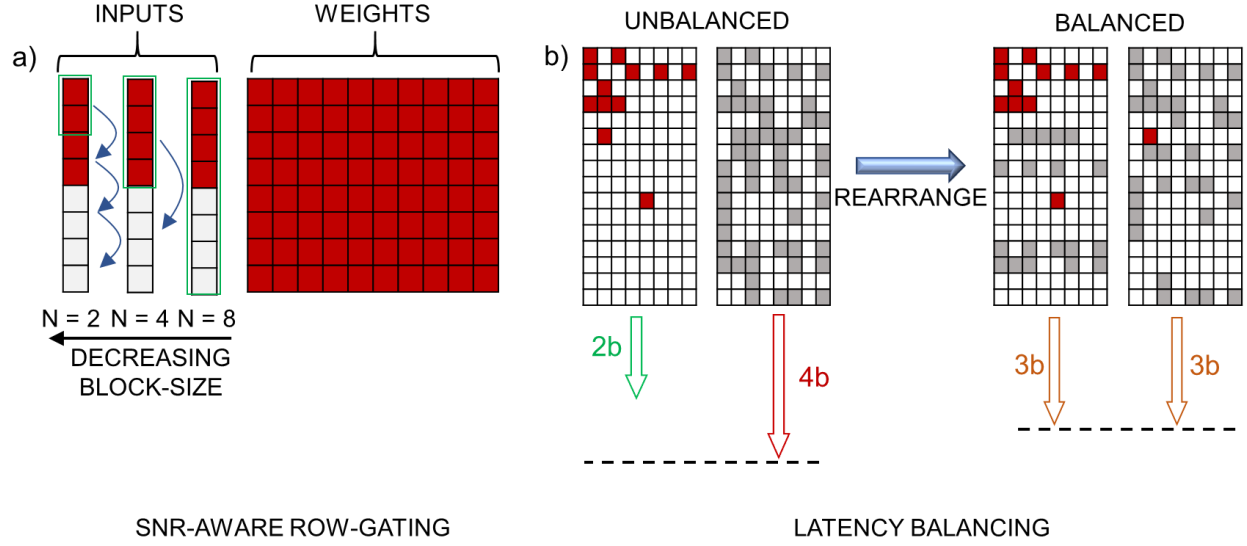 INPUTS
WEIGHTS
a)
N = 2 N = 4 N = 8
DECREASING
BLOCK-SIZE
SNR-AWARE ROW-GATING
b)
UNBALANCED
BALANCED
REARRANGE
2b
4b
3b
3b
LATENCY BALANCING